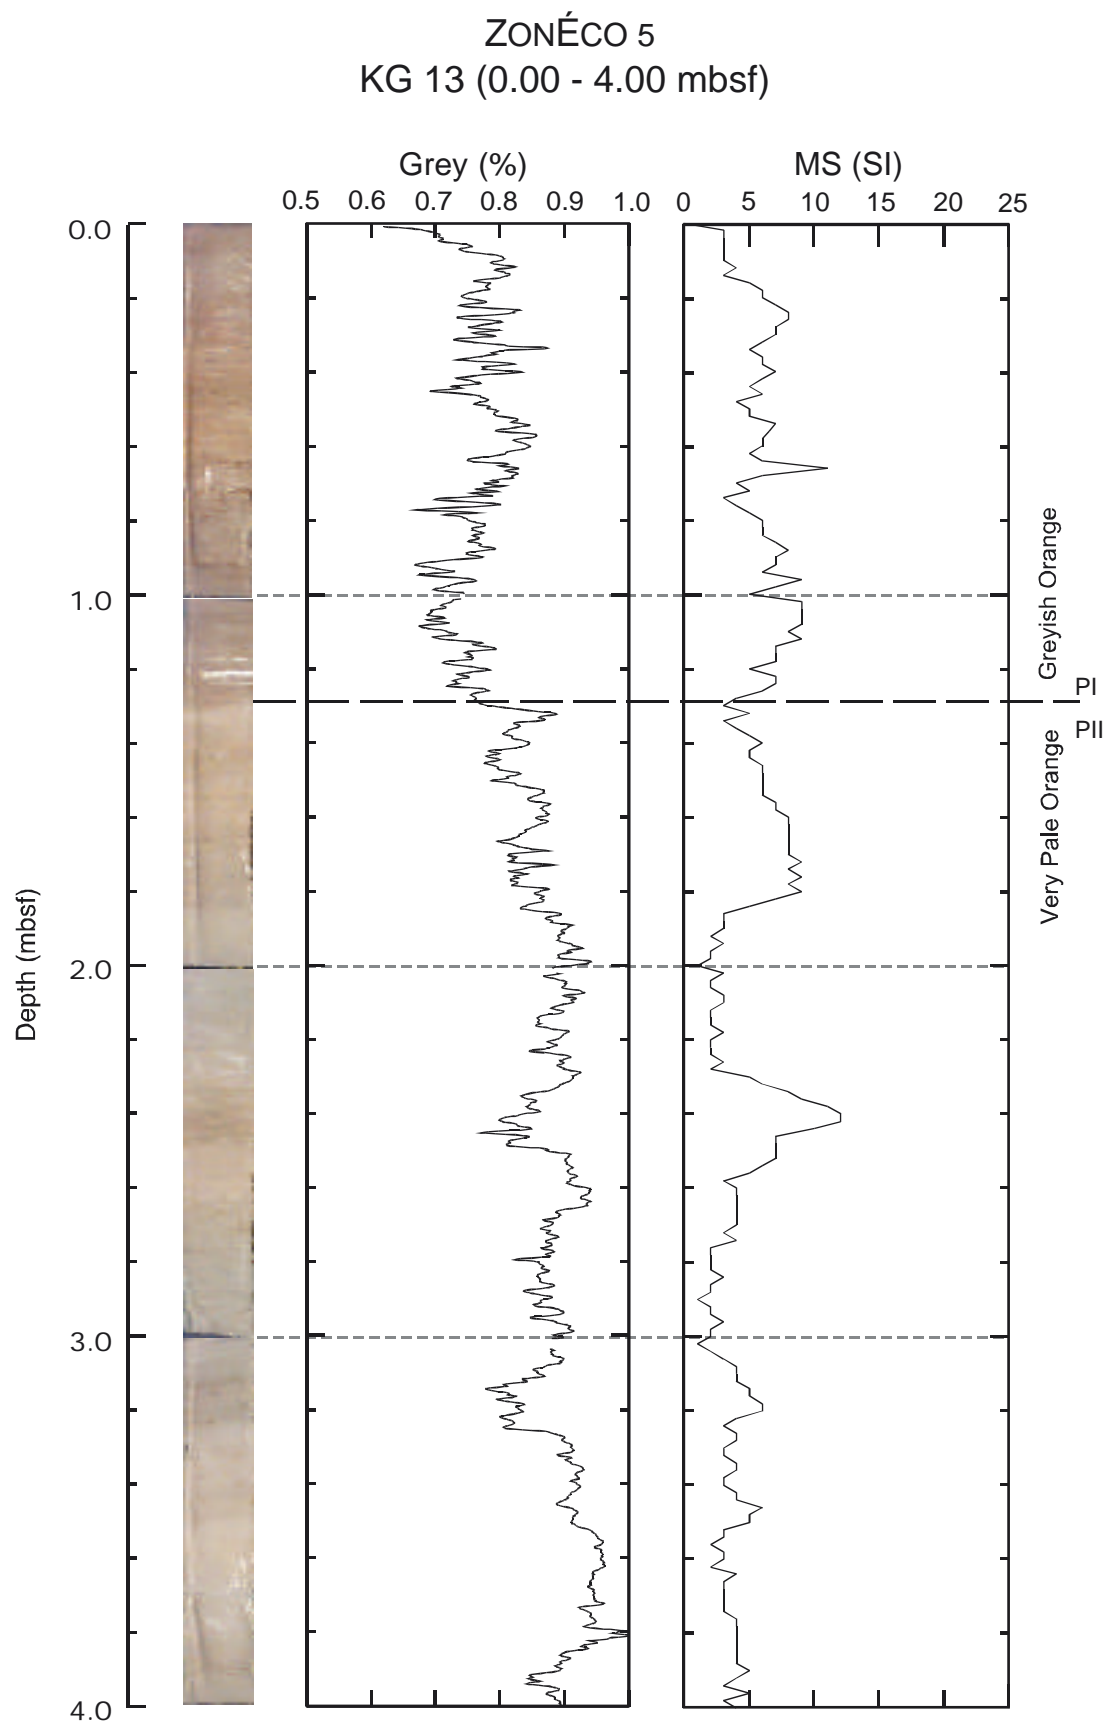 ZONÉCO 5
KG 13 (0.00 - 4.00 mbsf)
Grey (%)
MS (SI)
0.5 0.6 0.7 0.8 0.9 1.0
0 5 10 15 20 25
0.0
1.0
2.0
3.0
4.0
Depth (mbsf)
Greyish Orange
PI
PII
Very Pale Orange